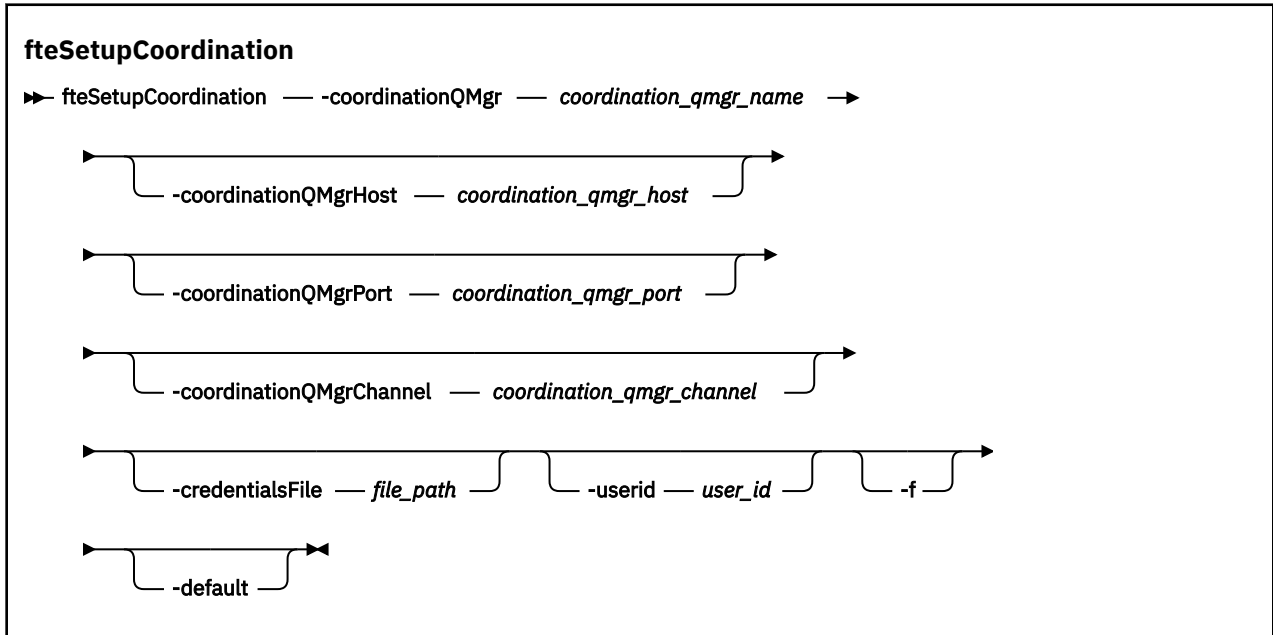 fteSetupCoordination
fteSetupCoordination -coordinationQMgr coordination_qmgr_name
-coordinationQMgrHost coordination_qmgr_host
-coordinationQMgrPort coordination_qmgr_port
-coordinationQMgrChannel coordination_qmgr_channel
-credentialsFile file_path -userid user_id -f
-default